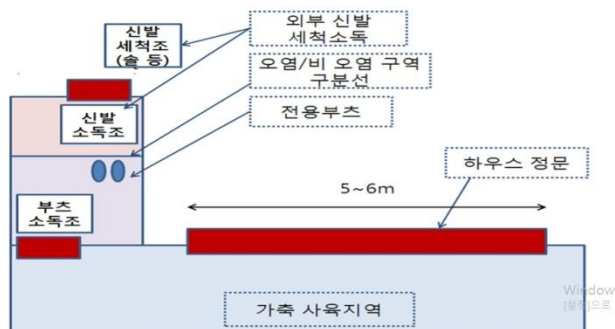 신발
세척조
(솔 등)
외부 신발
세척소독
오염/비 오염 구역
구분선
신발
소독조
전용부츠
하우스 정문
5~6m
부츠
소독조
Window
가축 사육지역